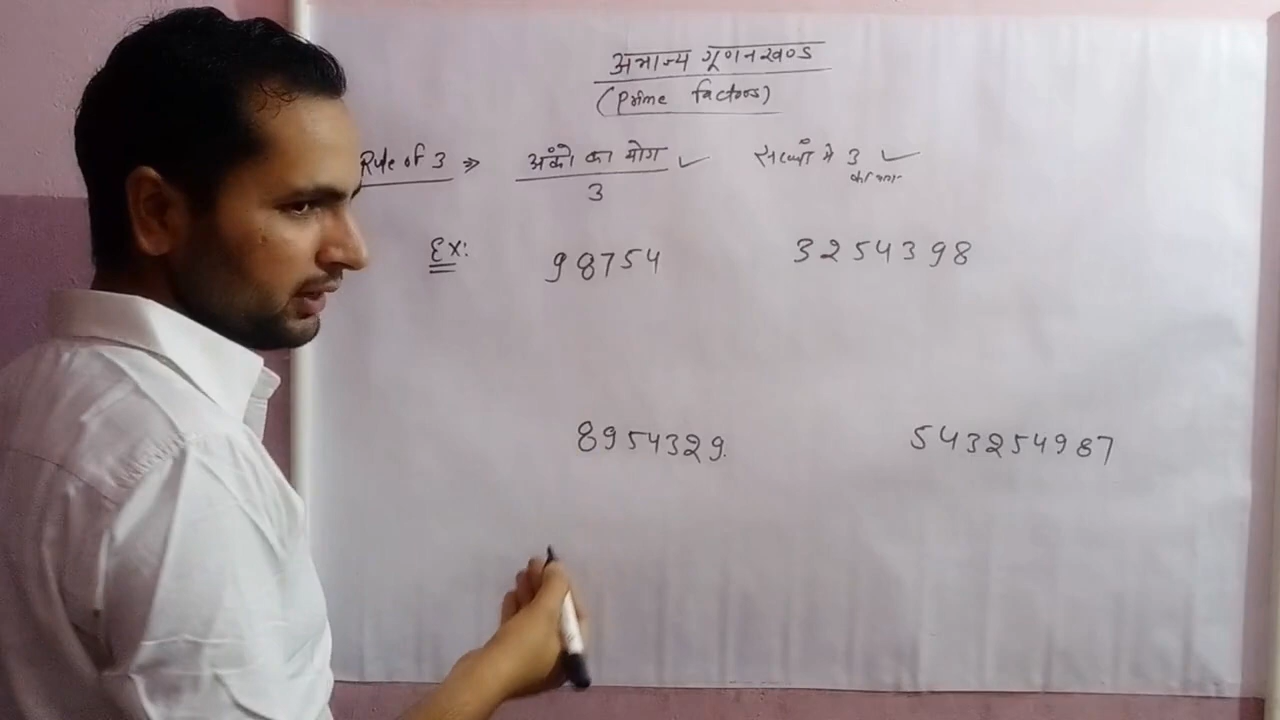 अभाज्य गूणनखण्ड
(Prime factors)
Rule of 3 ⇒ अंको का योग ✓ संख्याँ मे 3 ✓
3
Ex: 98754 3254398
8954329. 543254987